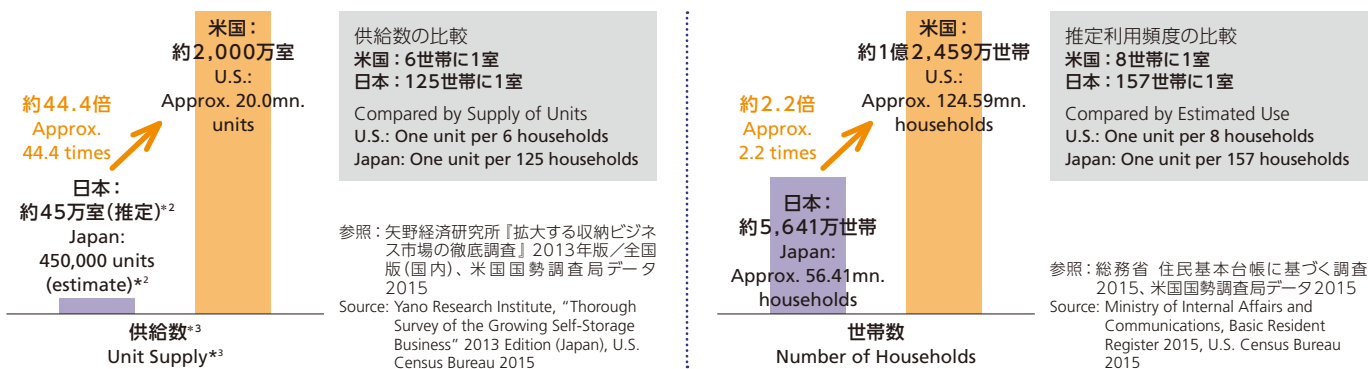 米国：
約2,000万室
U.S.:
Approx. 20.0mn.
units
約44.4倍
Approx.
44.4 times
日本：
約45万室（推定）*2
Japan:
450,000 units
(estimate)*2
供給数*3
Unit Supply*3
供給数の比較
米国：6世帯に1室
日本：125世帯に1室
Compared by Supply of Units
U.S.: One unit per 6 households
Japan: One unit per 125 households
参照：矢野経済研究所『拡大する収納ビジネ
ス市場の徹底調査』2013年版／全国
版（国内）、米国国勢調査局データ
2015
Source: Yano Research Institute, “Thorough
Survey of the Growing Self-Storage
Business” 2013 Edition (Japan), U.S.
Census Bureau 2015
米国：
約1億2,459万世帯
U.S.:
Approx. 124.59mn.
households
約2.2倍
Approx
2.2 times
日本：
約5,641万世帯
Japan:
Approx. 56.41mn.
households
世帯数
Number of Households
推定利用頻度の比較
米国：8世帯に1室
日本：157世帯に1室
Compared by Estimated Use
U.S.: One unit per 8 households
Japan: One unit per 157 households
参照：総務省 住民基本台帳に基づく調査
2015、米国国勢調査局データ2015
Source: Ministry of Internal Affairs and
Communications, Basic Resident
Register 2015, U.S. Census Bureau
2015